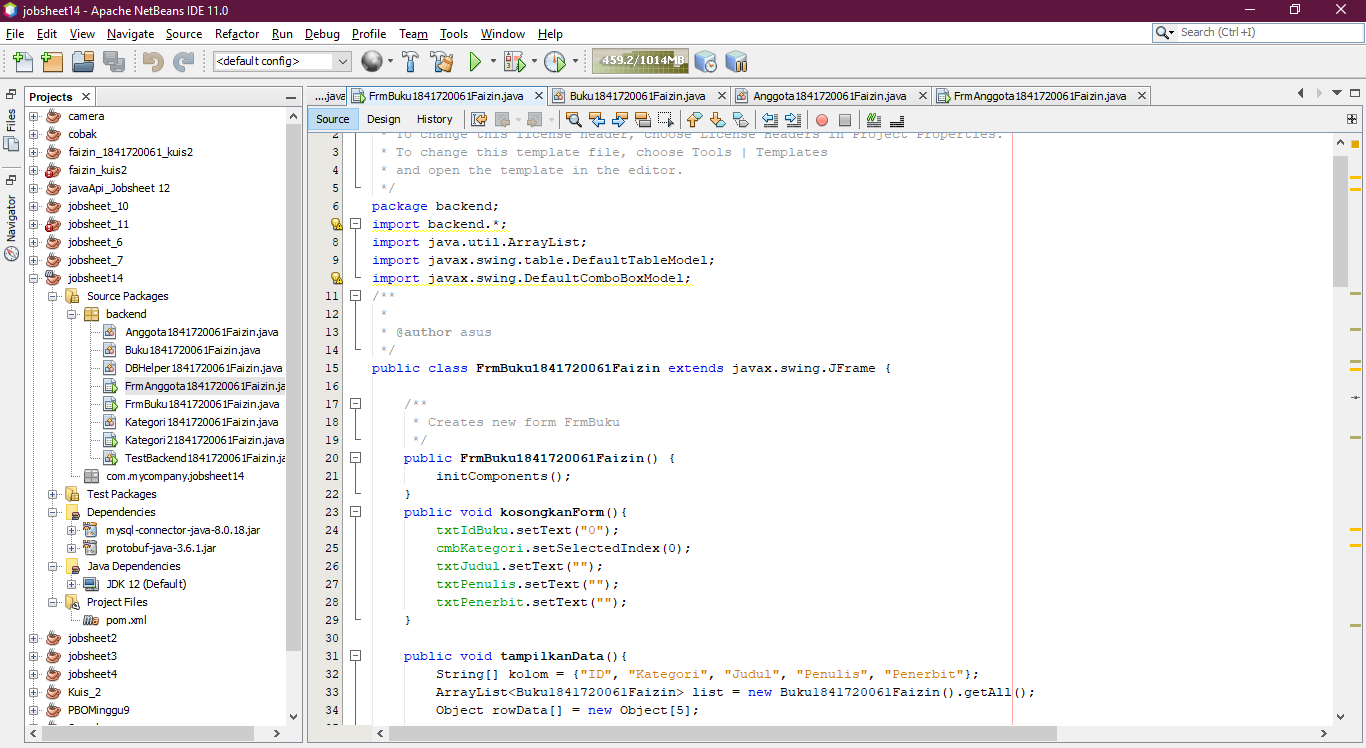 jobsheet14 - Apache NetBeans IDE 11.0
File Edit View Navigate Source Refactor Run Debug Profile Team Tools Window Help
Search (Ctrl+I)
<default config>
459.2/1014MB
Files
Navigator
Projects
camera
cobak
faizin_1841720061_kuis2
faizin_kuis2
javaApi_Jobsheet 12
jobsheet_10
jobsheet_11
jobsheet_6
jobsheet_7
jobsheet14
Source Packages
backend
Anggota1841720061Faizin.java
Buku1841720061Faizin.java
DBHelper1841720061Faizin.java
FrmAnggota1841720061Faizin.ja
FrmBuku1841720061Faizin.java
Kategori1841720061Faizin.java
Kategori21841720061Faizin.java
TestBackend1841720061Faizin.ja
com.mycompany.jobsheet14
Test Packages
Dependencies
mysql-connector-java-8.0.18.jar
protobuf-java-3.6.1.jar
Java Dependencies
JDK 12 (Default)
Project Files
pom.xml
jobsheet2
jobsheet3
jobsheet4
Kuis_2
PBOMinggu9
....java FrmBuku1841720061Faizin.java Buku1841720061Faizin.java Anggota1841720061Faizin.java FrmAnggota1841720061Faizin.java
Source Design History
2 * To change this license header, choose License Headers in Project Properties.
3 * To change this template file, choose Tools | Templates
4 * and open the template in the editor.
5 */
6 package backend;
import backend.*;
8 import java.util.ArrayList;
9 import javax.swing.table.DefaultTableModel;
import javax.swing.DefaultComboBoxModel;
11 /**
12 *
13 * @author asus
14 */
15 public class FrmBuku1841720061Faizin extends javax.swing.JFrame {
16
17 /**
18 * Creates new form FrmBuku
19 */
20 public FrmBuku1841720061Faizin() {
21 initComponents();
22 }
23 public void kosongkanForm(){
24 txtIdBuku.setText("0");
25 cmbKategori.setSelectedIndex(0);
26 txtJudul.setText("");
27 txtPenulis.setText("");
28 txtPenerbit.setText("");
29 }
30
31 public void tampilkanData(){
32 String[] kolom = {"ID", "Kategori", "Judul", "Penulis", "Penerbit"};
33 ArrayList<Buku1841720061Faizin> list = new Buku1841720061Faizin().getAll();
34 Object rowData[] = new Object[5];